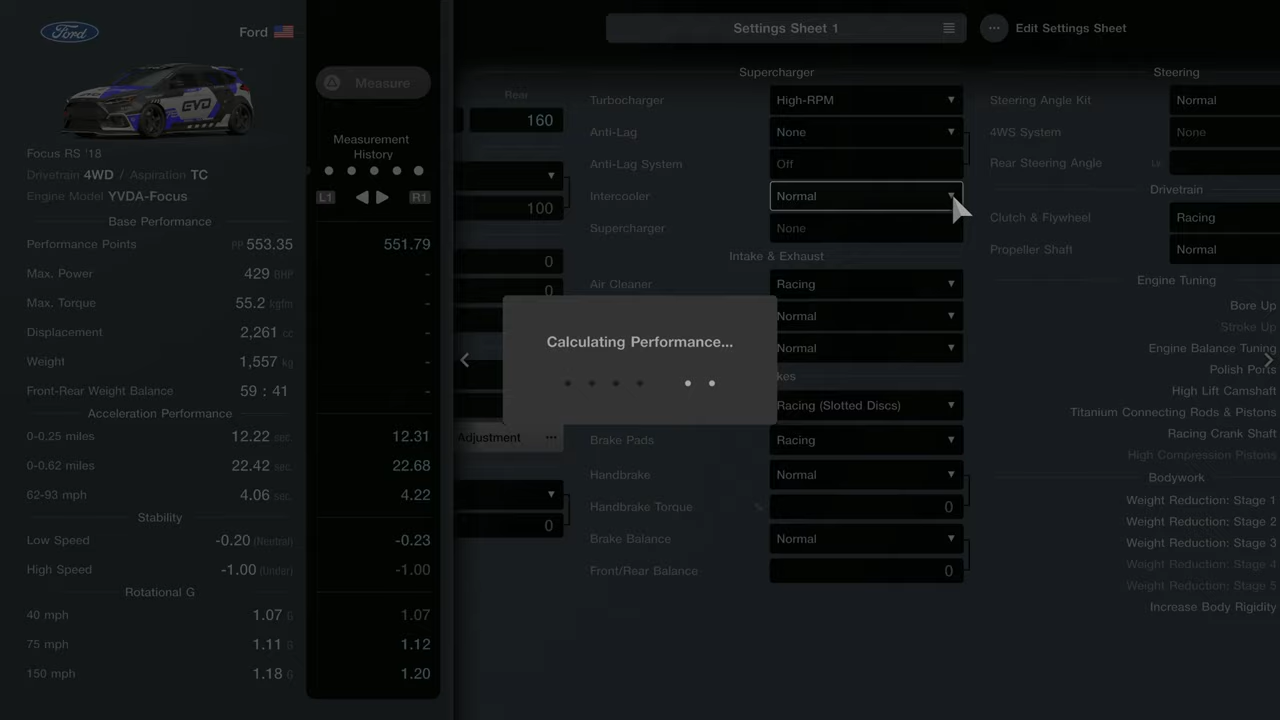 Ford
Ford
EVO
Focus RS '18
Drivetrain 4WD / Aspiration TC
Engine Model YVDA-Focus
Base Performance
Performance Points PP 553.35
Max. Power 429 BHP
Max. Torque 55.2 kgfm
Displacement 2,261 cc
Weight 1,557 kg
Front-Rear Weight Balance 59 : 41
Acceleration Performance
0-0.25 miles 12.22 sec.
0-0.62 miles 22.42 sec.
62-93 mph 4.06 sec.
Stability
Low Speed -0.20 (Neutral)
High Speed -1.00 (Under)
Rotational G
40 mph 1.07 G
75 mph 1.11 G
150 mph 1.18 G
Measure
Measurement
History
L1 R1
551.79
-
-
-
-
-
12.31
22.68
4.22
-0.23
-1.00
1.07
1.12
1.20
Settings Sheet 1
Edit Settings Sheet
Rear
160
100
0
0
Adjustment
0
Supercharger
Turbocharger High-RPM
Anti-Lag None
Anti-Lag System Off
Intercooler Normal
Supercharger None
Intake & Exhaust
Air Cleaner Racing
Normal
Normal
Calculating Performance...
kes
Racing (Slotted Discs)
Brake Pads Racing
Handbrake Normal
Handbrake Torque % 0
Brake Balance Normal
Front/Rear Balance 0
Steering
Steering Angle Kit Normal
4WS System None
Rear Steering Angle
Drivetrain
Clutch & Flywheel Racing
Propeller Shaft Normal
Engine Tuning
Bore Up
Stroke Up
Engine Balance Tuning
Polish Ports
High Lift Camshaft
Titanium Connecting Rods & Pistons
Racing Crank Shaft
High Compression Pistons
Bodywork
Weight Reduction: Stage 1
Weight Reduction: Stage 2
Weight Reduction: Stage 3
Weight Reduction: Stage 4
Weight Reduction: Stage 5
Increase Body Rigidity